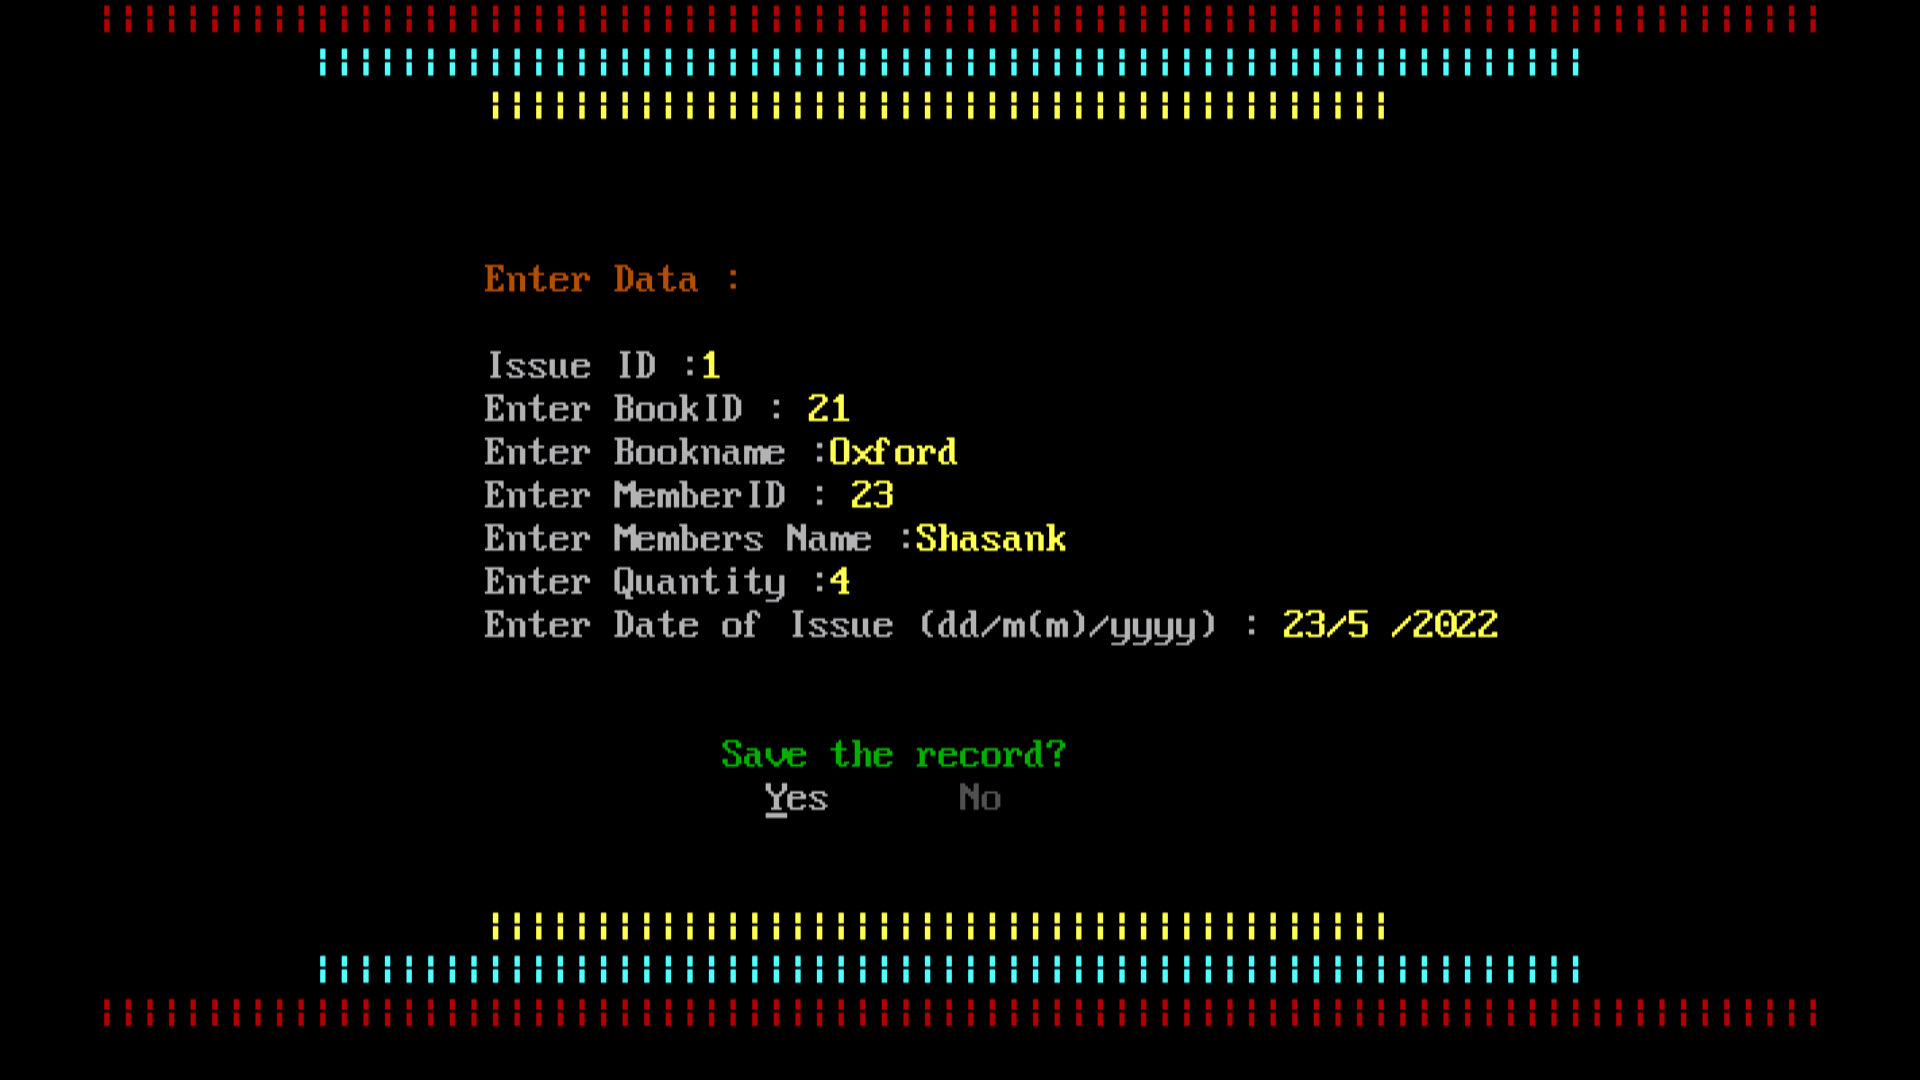 Enter Data :
Issue ID :1
Enter BookID : 21
Enter Bookname :Oxford
Enter MemberID : 23
Enter Members Name :Shasank
Enter Quantity :4
Enter Date of Issue (dd/m(m)/yyyy) : 23/5 /2022
Save the record?
Yes No